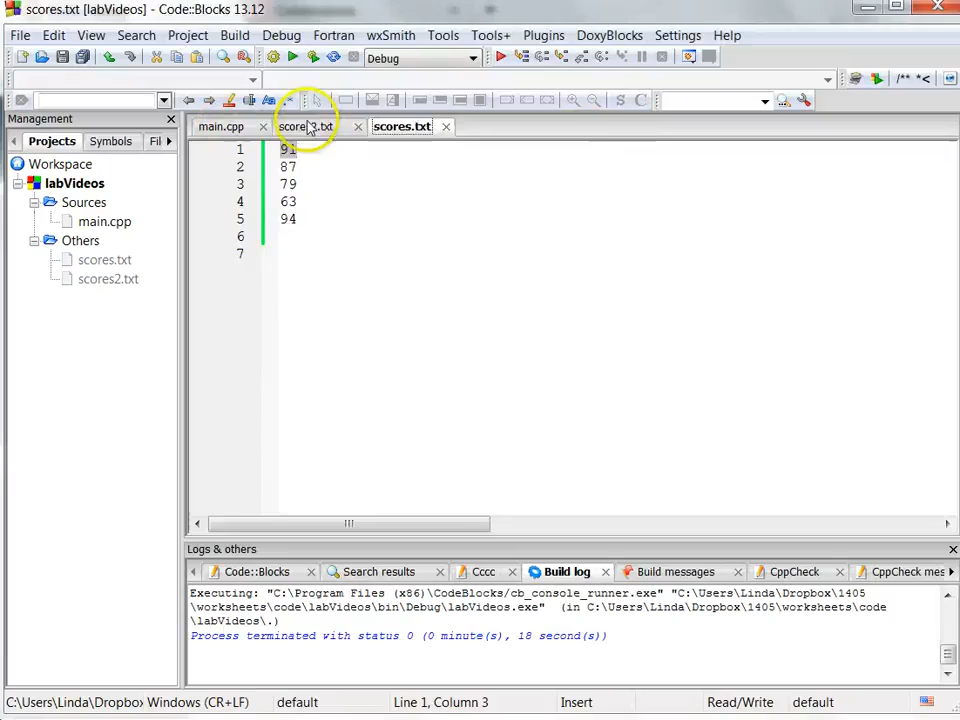 scores.txt [labVideos] - Code::Blocks 13.12
File Edit View Search Project Build Debug Fortran wxSmith Tools Tools+ Plugins DoxyBlocks Settings Help
Debug
/** *<
S C
Management
main.cpp scores.txt
Projects Symbols Fil
1 91
2 87
3 79
4 63
5 94
6
7
Workspace
labVideos
Sources
main.cpp
Others
scores.txt
scores2.txt
Logs & others
Code::Blocks Search results Cccc Build log Build messages CppCheck CppCheck mes
Executing: "C:\Program Files (x86)\CodeBlocks/cb_console_runner.exe" "C:\Users\Linda\Dropbox\1405
\worksheets\code\labVideos\bin\Debug\labVideos.exe" (in C:\Users\Linda\Dropbox\1405\worksheets\code
\labVideos\.)
Process terminated with status 0 (0 minute(s), 18 second(s))
C:\Users\Linda\Dropbox Windows (CR+LF) default Line 1, Column 3 Insert Read/Write default